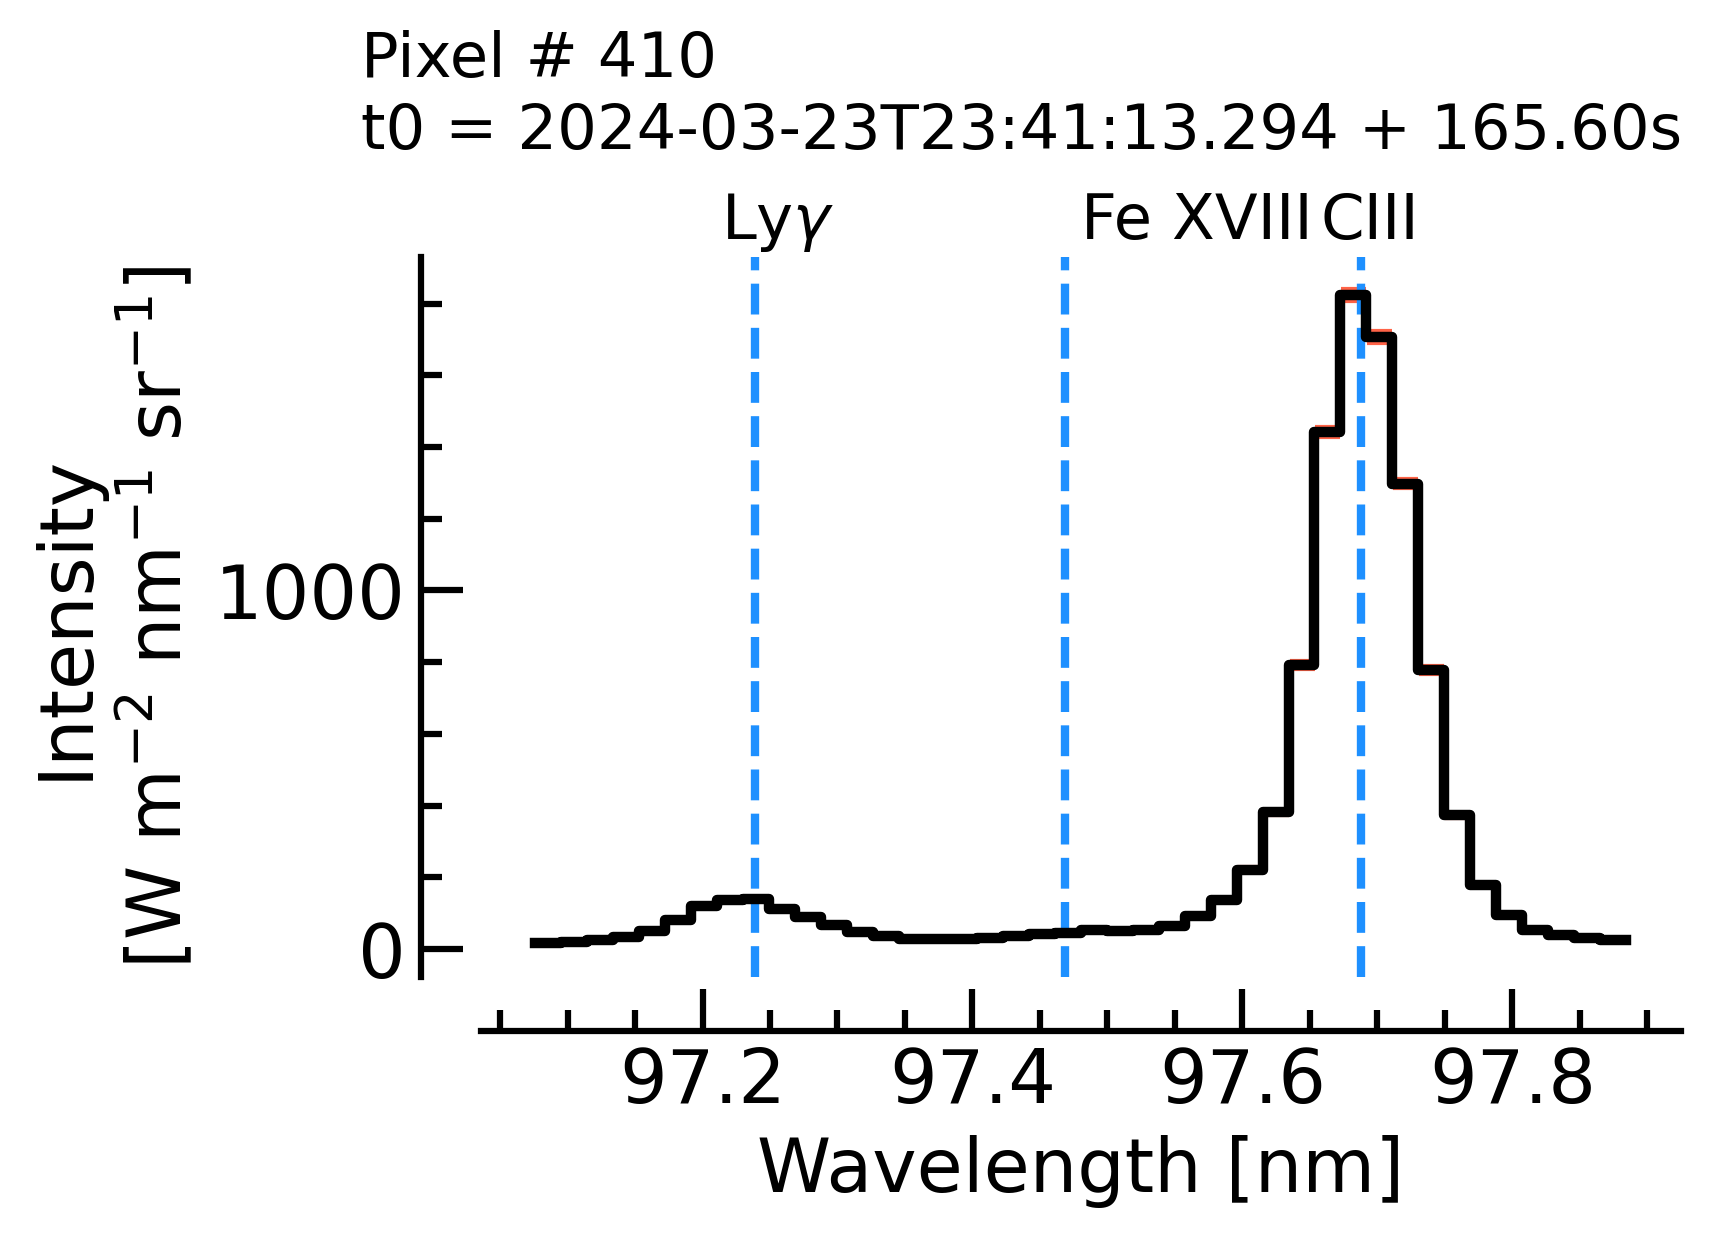 Pixel # 410
t0 = 2024-03-23T23:41:13.294 + 165.60s
Lyγ Fe XVIII CIII
Intensity
[W m⁻² nm⁻¹ sr⁻¹]
1000
0
97.2 97.4 97.6 97.8
Wavelength [nm]